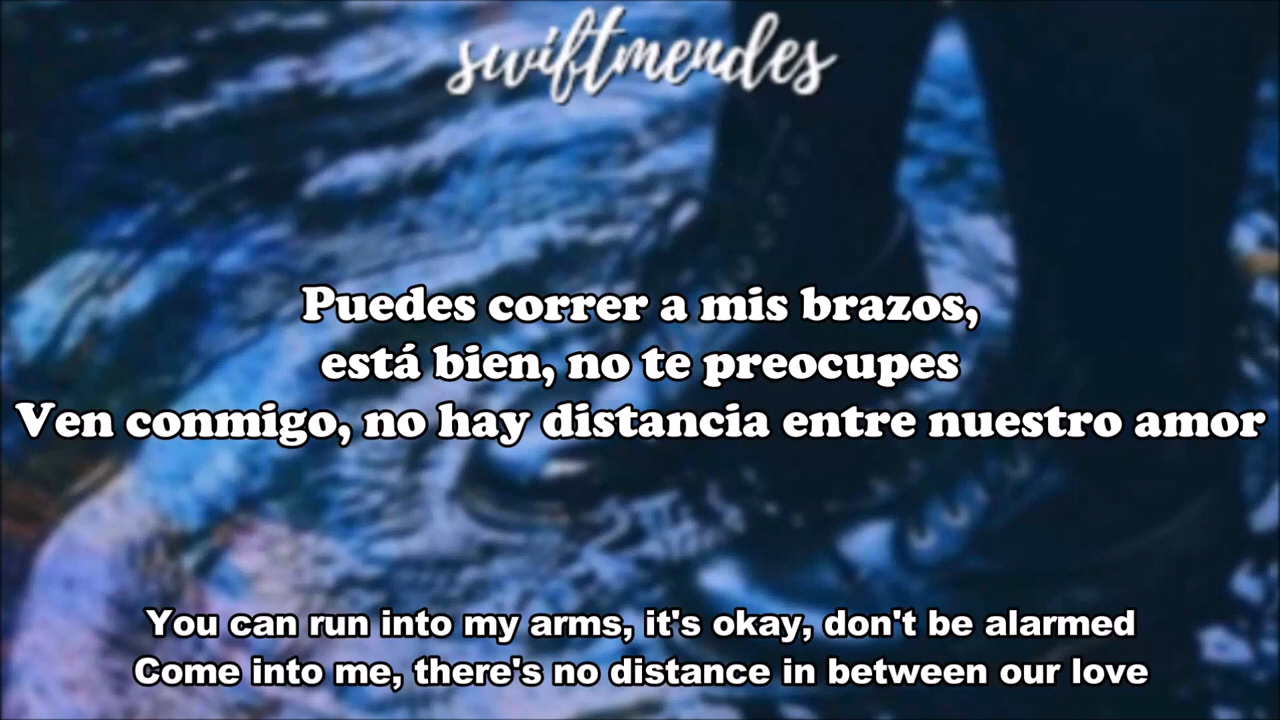 swiftmendes
Puedes correr a mis brazos,
está bien, no te preocupes
Ven conmigo, no hay distancia entre nuestro amor
You can run into my arms, it's okay, don't be alarmed
Come into me, there's no distance in between our love